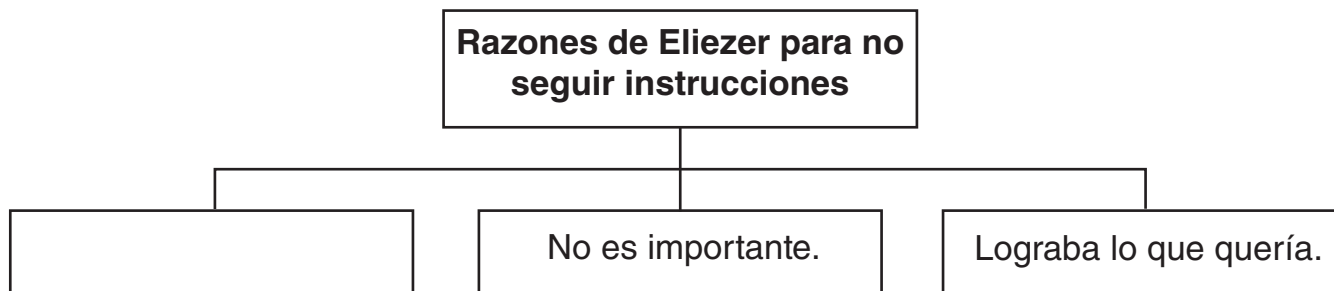 Razones de Eliezer para no
seguir instrucciones
No es importante.
Lograba lo que quería.